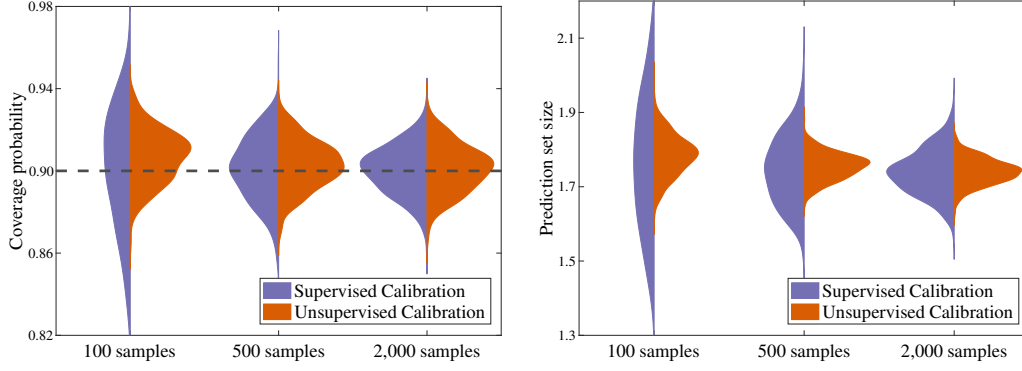 Coverage probability
0.98
0.94
0.90
0.86
0.82
100 samples
500 samples
2,000 samples
Supervised Calibration
Unsupervised Calibration
Prediction set size
2.1
1.9
1.7
1.5
1.3
100 samples
500 samples
2,000 samples
Supervised Calibration
Unsupervised Calibration